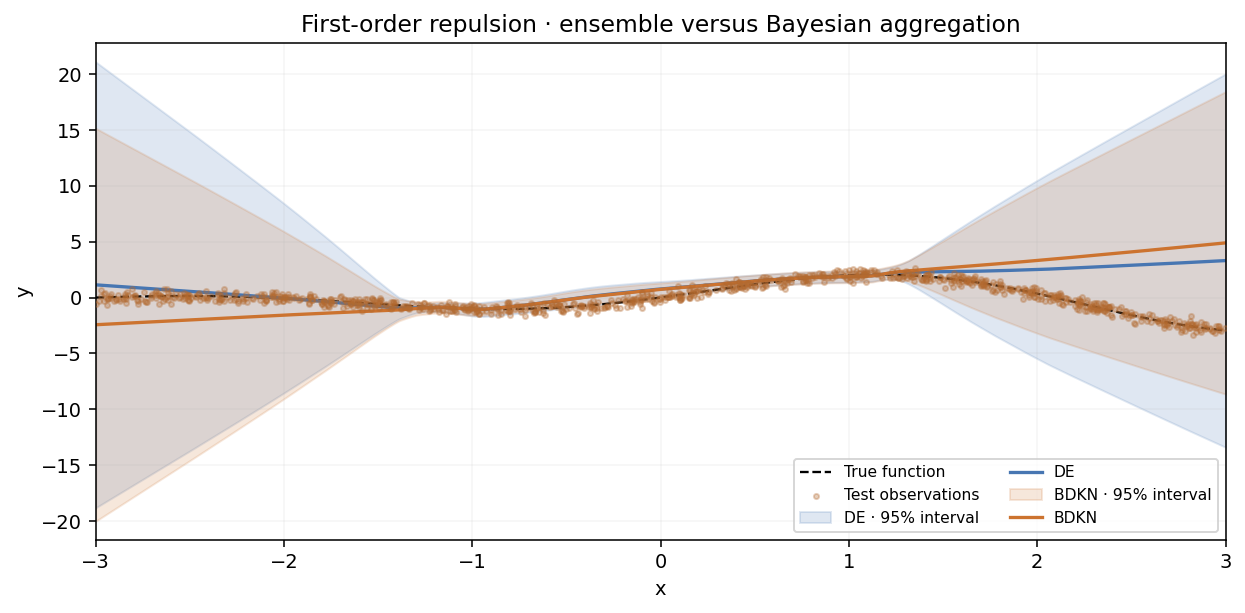 First-order repulsion · ensemble versus Bayesian aggregation
y
20
15
10
5
0
−5
−10
−15
−20
True function
Test observations
DE · 95% interval
DE
BDKN · 95% interval
BDKN
−3
−2
−1
0
1
2
3
x